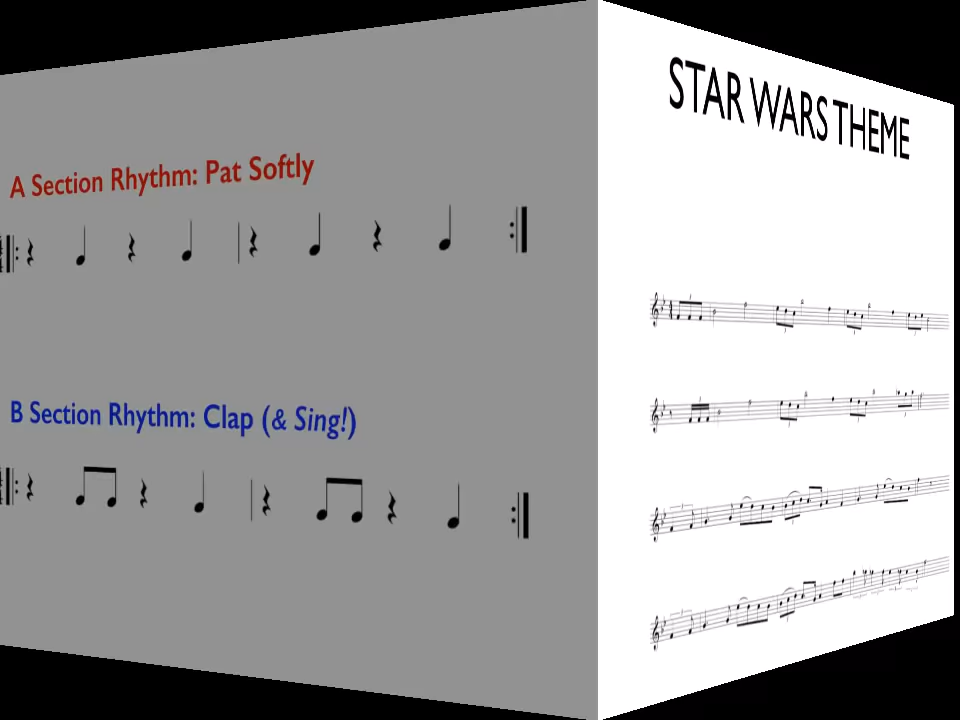 A Section Rhythm: Pat Softly
B Section Rhythm: Clap (& Sing!)
STAR WARS THEME